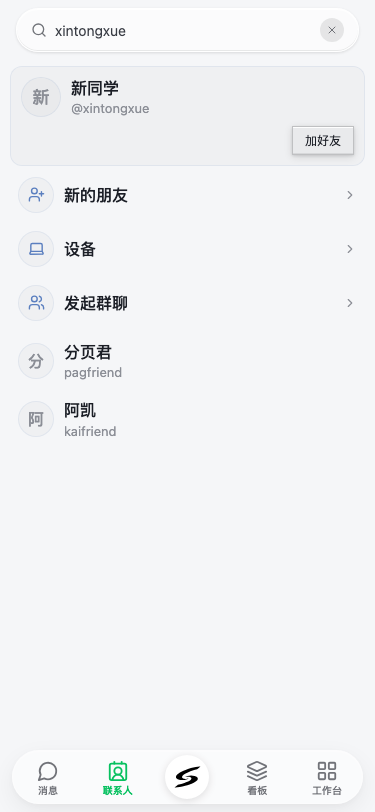 xintongxue
新
新同学
@xintongxue
加好友
新的朋友
设备
发起群聊
分
分页君
pagfriend
阿
阿凯
kaifriend
消息
联系人
看板
工作台